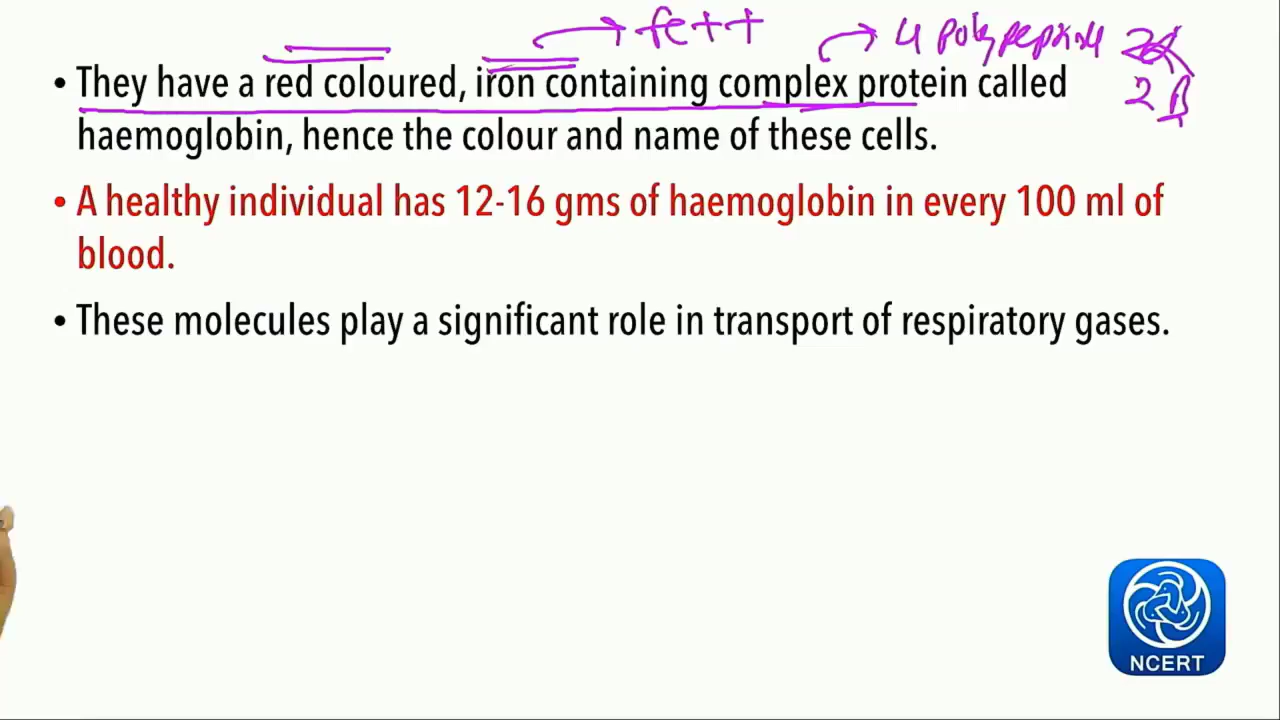 fe++
4 polypeptide 2α
2 β
• They have a red coloured, iron containing complex protein called
haemoglobin, hence the colour and name of these cells.
• A healthy individual has 12-16 gms of haemoglobin in every 100 ml of
blood.
• These molecules play a significant role in transport of respiratory gases.
NCERT